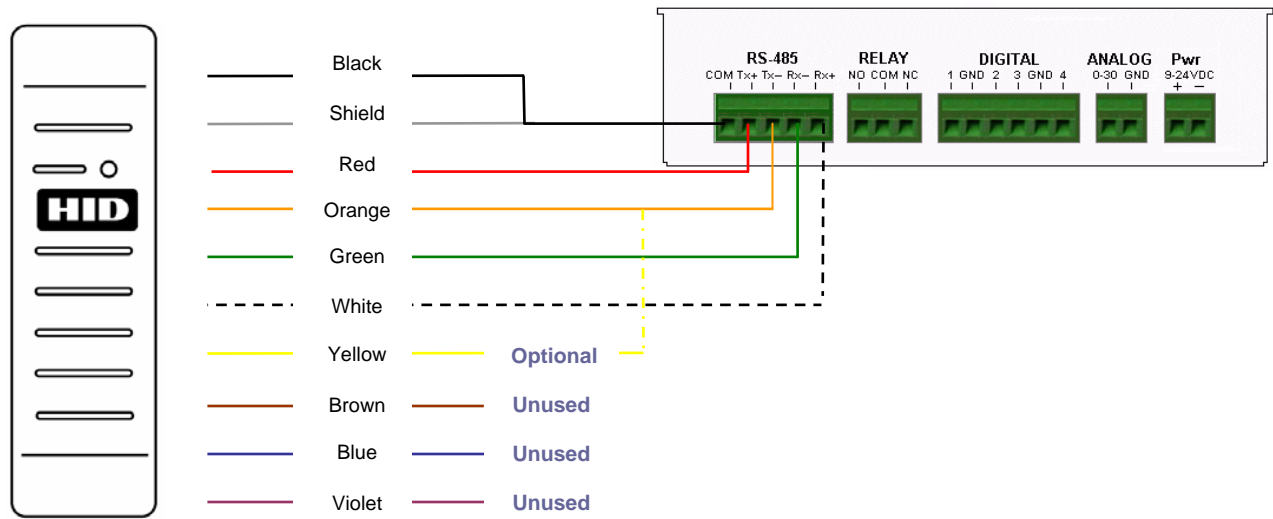 RS-485 RELAY DIGITAL ANALOG Pwr
COM Tx+ Tx− Rx− Rx+ NO COM NC 1 GND 2 3 GND 4 0-30 GND 9-24VDC
+ −
Black
Shield
Red
HID
Orange
Green
White
Yellow Optional
Brown Unused
Blue Unused
Violet Unused